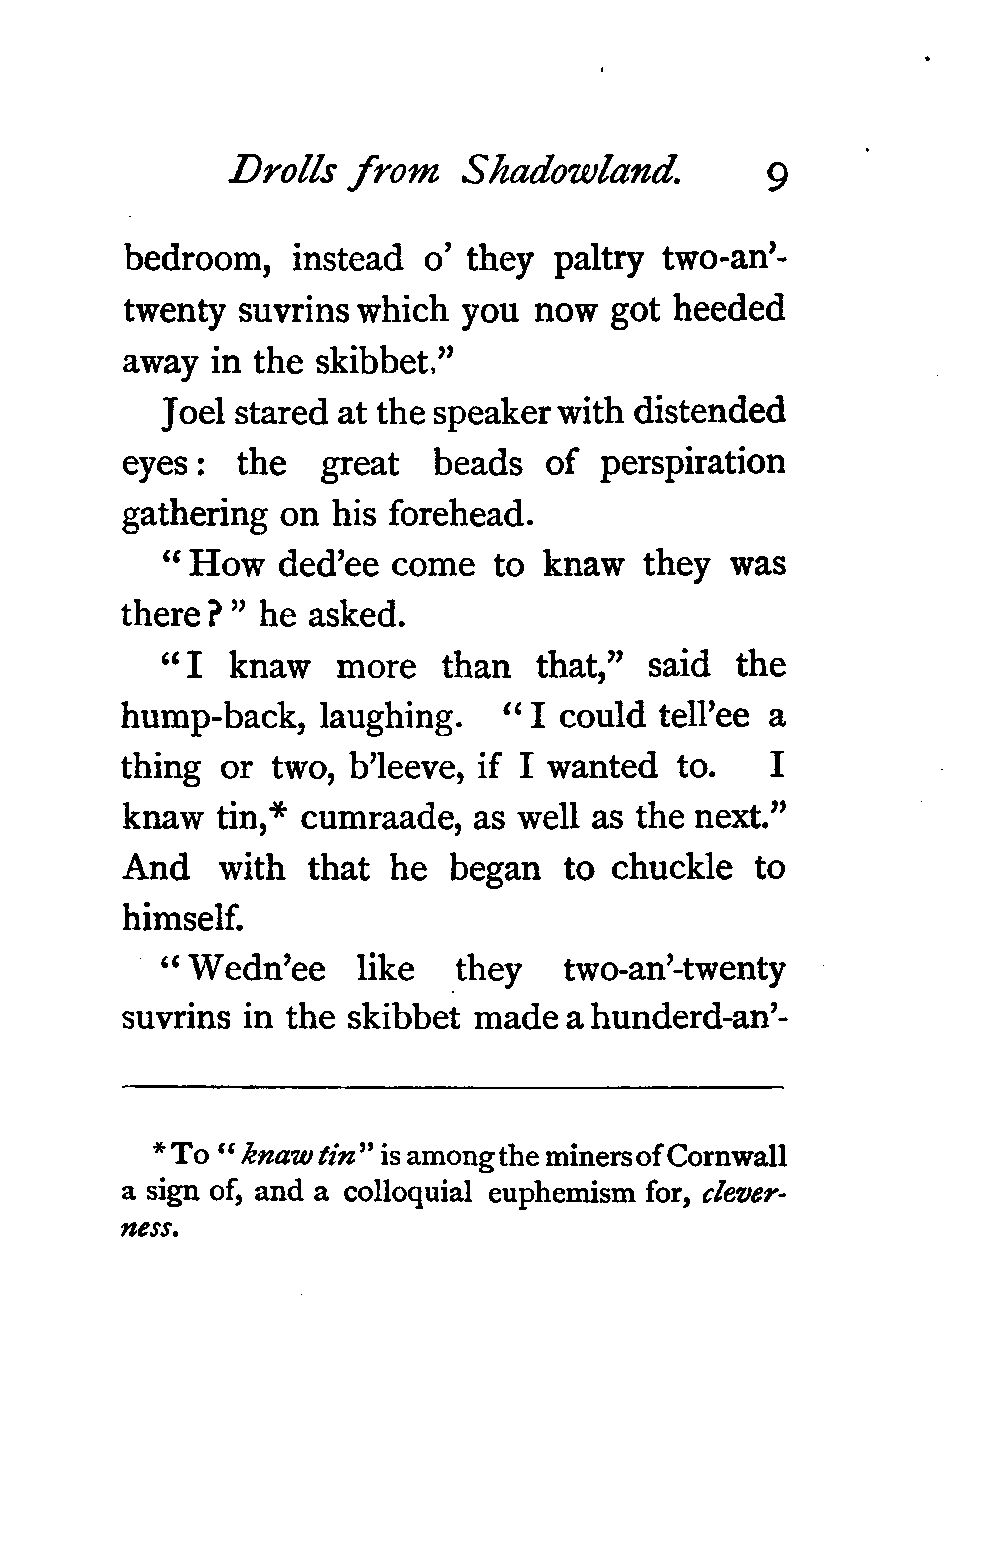 Drolls from Shadowland. 9
bedroom, instead o' they paltry two-an'-
twenty suvrins which you now got heeded
away in the skibbet."
Joel stared at the speaker with distended
eyes: the great beads of perspiration
gathering on his forehead.
"How ded'ee come to knaw they was
there?" he asked.
"I knaw more than that," said the
hump-back, laughing. "I could tell'ee a
thing or two, b'leeve, if I wanted to. I
knaw tin,* cumraade, as well as the next."
And with that he began to chuckle to
himself.
"Wedn'ee like they two-an'-twenty
suvrins in the skibbet made a hunderd-an'-
*To "knaw tin" is among the miners of Cornwall
a sign of, and a colloquial euphemism for, clever-
ness.